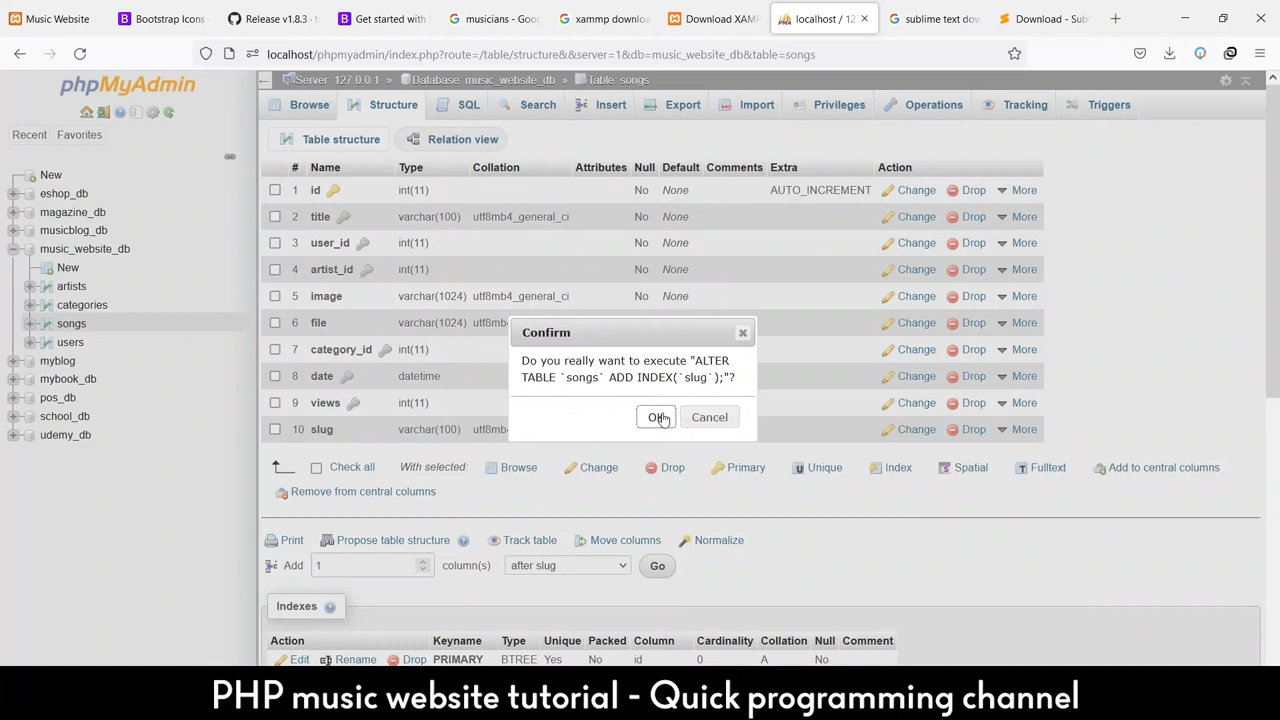 Music Website
Bootstrap Icons
Release v1.8.3 - t
Get started with
musicians - Goo
xammp downloa
Download XAM
localhost / 12
sublime text dow
Download - Sub
localhost/phpmyadmin/index.php?route=/table/structure&&server=1&db=music_website_db&table=songs
phpMyAdmin
Server: 127.0.0.1 » Database: music_website_db » Table: songs
Browse Structure SQL Search Insert Export Import Privileges Operations Tracking Triggers
Recent Favorites
Table structure Relation view
New
eshop_db
magazine_db
musicblog_db
music_website_db
New
artists
categories
songs
users
myblog
mybook_db
pos_db
school_db
udemy_db
# Name Type Collation Attributes Null Default Comments Extra Action
1 id int(11) No None AUTO_INCREMENT Change Drop More
2 title varchar(100) utf8mb4_general_ci No None Change Drop More
3 user_id int(11) No None Change Drop More
4 artist_id int(11) No None Change Drop More
5 image varchar(1024) utf8mb4_general_ci No None Change Drop More
6 file varchar(1024) utf8mb Change Drop More
7 category_id int(11) Change Drop More
8 date datetime Change Drop More
9 views int(11) Change Drop More
10 slug varchar(100) utf8mb Change Drop More
Confirm
Do you really want to execute "ALTER
TABLE `songs` ADD INDEX(`slug`);"?
OK Cancel
Check all With selected: Browse Change Drop Primary Unique Index Spatial Fulltext Add to central columns
Remove from central columns
Print Propose table structure Track table Move columns Normalize
Add 1 column(s) after slug Go
Indexes
Action Keyname Type Unique Packed Column Cardinality Collation Null Comment
Edit Rename Drop PRIMARY BTREE Yes No id 0 A No
PHP music website tutorial - Quick programming channel